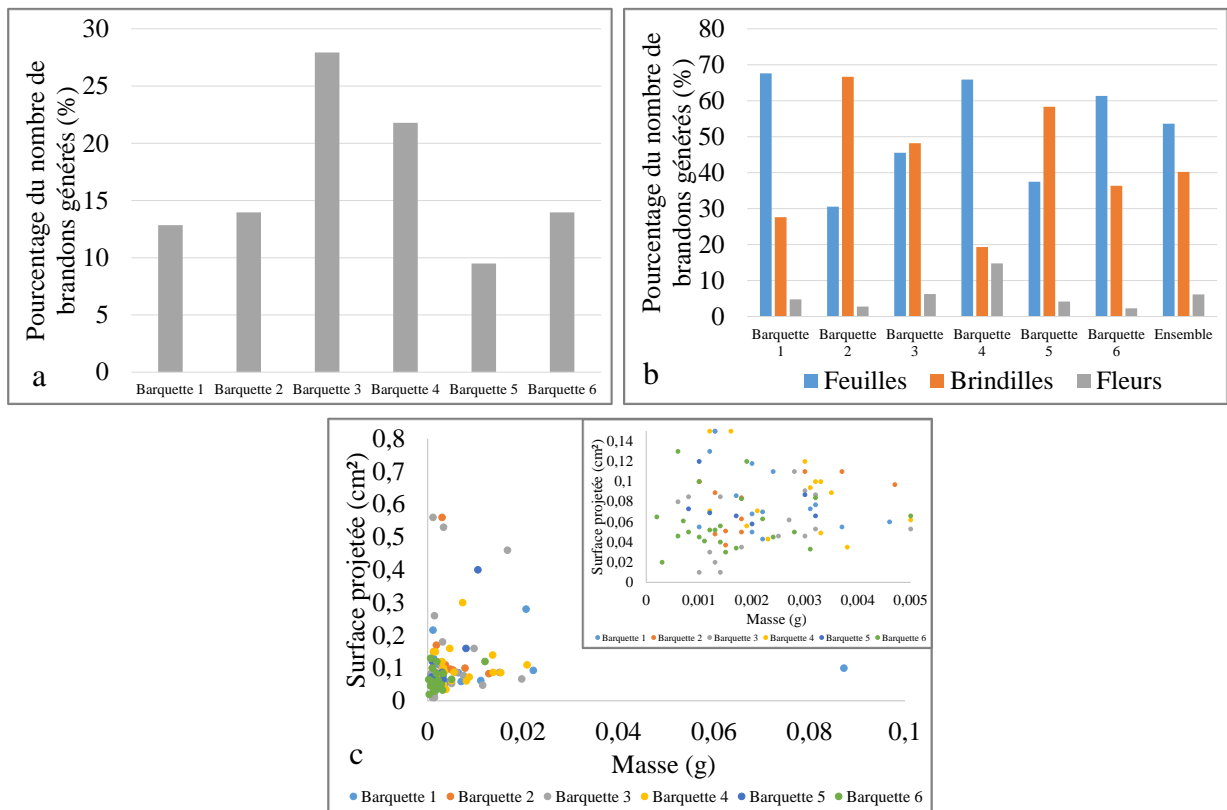 Pourcentage du nombre de
brandons générés (%)
30
25
20
15
10
5
0
Barquette 1 Barquette 2 Barquette 3 Barquette 4 Barquette 5 Barquette 6
a
Pourcentage du nombre de
brandons générés (%)
80
70
60
50
40
30
20
10
0
Barquette Barquette Barquette Barquette Barquette Barquette Ensemble
1 2 3 4 5 6
b
Feuilles Brindilles Fleurs
Surface projetée (cm²)
0,8
0,7
0,6
0,5
0,4
0,3
0,2
0,1
0
0 0,02 0,04 0,06 0,08 0,1
Masse (g)
c
Barquette 1 Barquette 2 Barquette 3 Barquette 4 Barquette 5 Barquette 6
Surface projetée (cm²)
0,14
0,12
0,1
0,08
0,06
0,04
0,02
0
0 0,001 0,002 0,003 0,004 0,005
Masse (g)
Barquette 1 Barquette 2 Barquette 3 Barquette 4 Barquette 5 Barquette 6